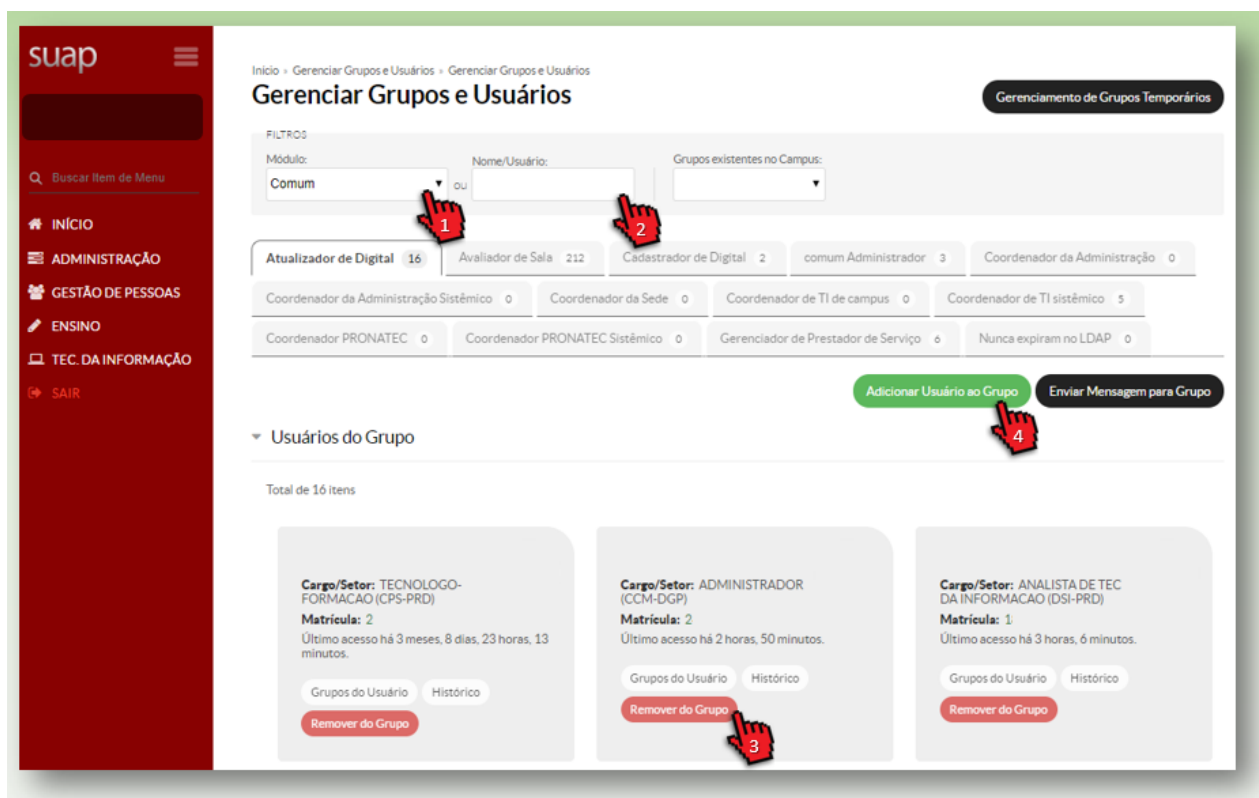 suap
Buscar Item de Menu
INÍCIO
ADMINISTRAÇÃO
GESTÃO DE PESSOAS
ENSINO
TEC. DA INFORMAÇÃO
SAIR
Início » Gerenciar Grupos e Usuários » Gerenciar Grupos e Usuários
Gerenciar Grupos e Usuários
Gerenciamento de Grupos Temporários
FILTROS
Módulo: Nome/Usuário: Grupos existentes no Campus:
Comum ou
1 2
Atualizador de Digital 16 Avaliador de Sala 212 Cadastrador de Digital 2 comum Administrador 3 Coordenador da Administração 0
Coordenador da Administração Sistêmico 0 Coordenador da Sede 0 Coordenador de TI de campus 0 Coordenador de TI sistêmico 5
Coordenador PRONATEC 0 Coordenador PRONATEC Sistêmico 0 Gerenciador de Prestador de Serviço 6 Nunca expiram no LDAP 0
Adicionar Usuário ao Grupo Enviar Mensagem para Grupo
4
Usuários do Grupo
Total de 16 itens
Cargo/Setor: TECNOLOGO-
FORMACAO (CPS-PRD)
Matrícula: 2
Último acesso há 3 meses, 8 dias, 23 horas, 13
minutos.
Grupos do Usuário Histórico
Remover do Grupo
Cargo/Setor: ADMINISTRADOR
(CCM-DGP)
Matrícula: 2
Último acesso há 2 horas, 50 minutos.
Grupos do Usuário Histórico
Remover do Grupo
3
Cargo/Setor: ANALISTA DE TEC
DA INFORMACAO (DSI-PRD)
Matrícula: 1
Último acesso há 3 horas, 6 minutos.
Grupos do Usuário Histórico
Remover do Grupo